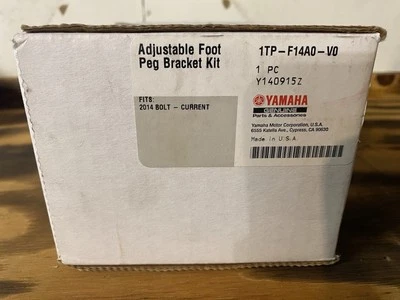 Adjustable Foot
Peg Bracket Kit
1TP-F14A0-V0
1 PC
Y140915Z
FITS:
2014 BOLT - CURRENT
YAMAHA
GENUINE
Parts & Accessories
Yamaha Motor Corporation, U.S.A.
6555 Katella Ave., Cypress, CA 90630
Made in U.S.A